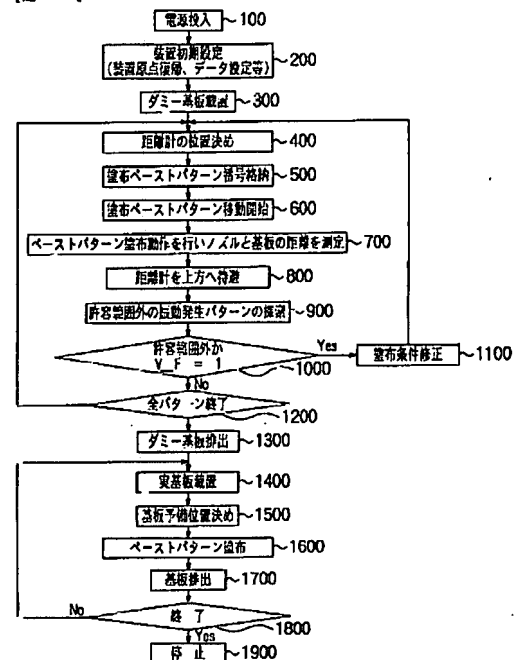 電源投入 ~100
装置初期設定
(装置原点復帰、データ設定等) ~200
ダミー基板載置 ~300
距離計の位置決め ~400
塗布ペーストパターン番号格納 ~500
塗布ペーストパターン移動開始 ~600
ペーストパターン塗布動作を行いノズルと基板の距離を測定 ~700
距離計を上方へ待避 ~800
許容範囲外の振動発生パターンの探索 ~900
許容範囲外か
V_F = 1
Yes
1000
塗布条件修正 ~1100
No
全パターン終了
1200
ダミー基板排出 ~1300
実基板載置 ~1400
基板予備位置決め ~1500
ペーストパターン塗布 ~1600
基板排出 ~1700
No
終 了
1800
Yes
停 止 ~1900